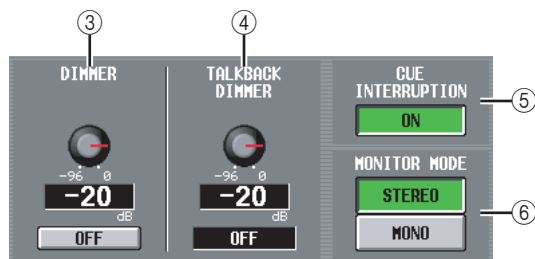 ③
④
DIMMER
TALKBACK
DIMMER
CUE
INTERRUPTION
ON
⑤
-96 0
-20
dB
OFF
-96 0
-20
dB
OFF
MONITOR MODE
STEREO
MONO
⑥